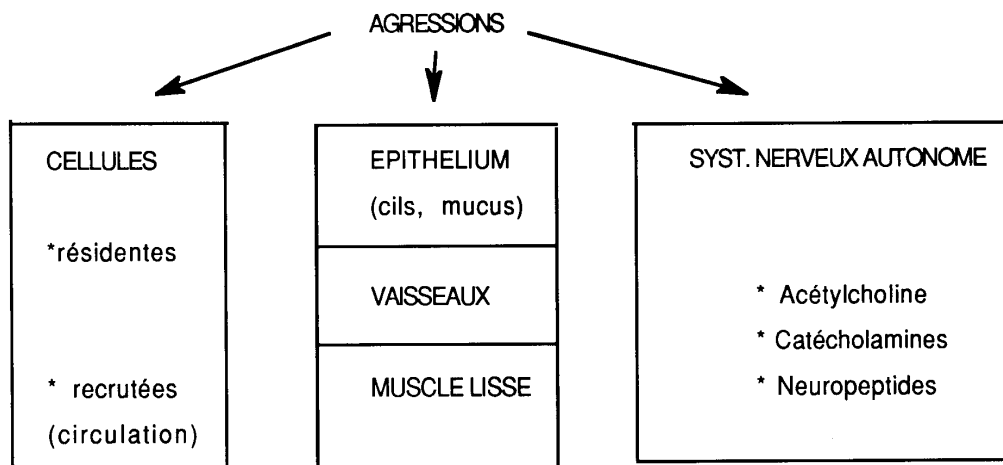 AGRESSIONS
CELLULES
*résidentes
* recrutées
(circulation)
EPITHELIUM
(cils, mucus)
VAISSEAUX
MUSCLE LISSE
SYST. NERVEUX AUTONOME
* Acétylcholine
* Catécholamines
* Neuropeptides